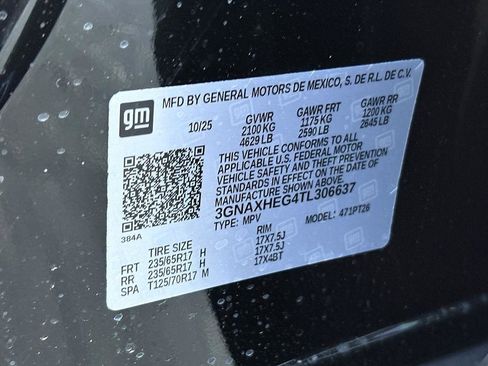 gm
MFD BY GENERAL MOTORS DE MEXICO, S. DE R.L. DE C.V.
10/25 GVWR GAWR FRT GAWR RR
2100 KG 1175 KG 1200 KG
4629 LB 2590 LB 2645 LB
THIS VEHICLE CONFORMS TO ALL
APPLICABLE U.S. FEDERAL MOTOR
VEHICLE SAFETY, BUMPER, AND THEFT
PREVENTION STANDARDS IN EFFECT ON
THE DATE OF MANUFACTURE SHOWN ABOVE.
3GNAXHEG4TL306637
TYPE: MPV MODEL: 471PT26
384A
TIRE SIZE RIM
FRT 235/65R17 H 17X7.5J
RR 235/65R17 H 17X7.5J
SPA T125/70R17 M 17X4BT